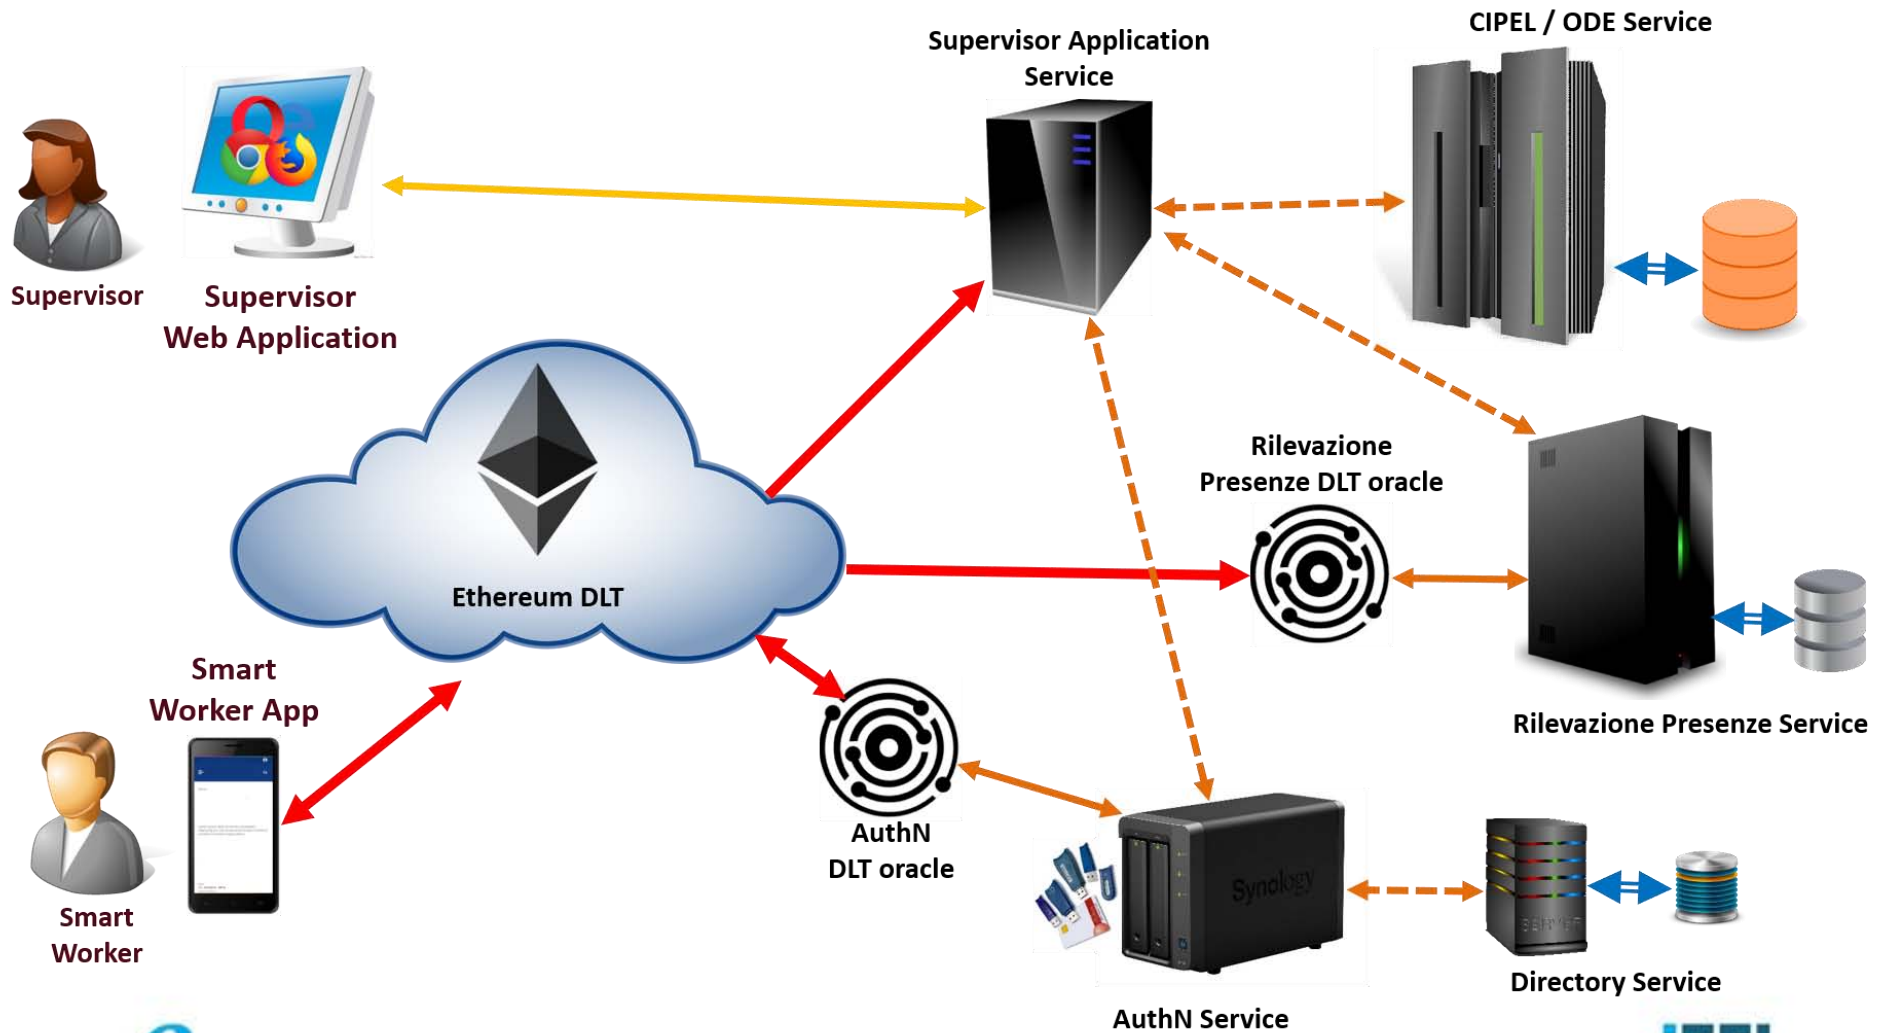 CIPEL / ODE Service
Supervisor Application
Service
Supervisor
Supervisor
Web Application
Rilevazione
Presenze DLT oracle
Ethereum DLT
Smart
Worker App
Rilevazione Presenze Service
AuthN
DLT oracle
Synology
SERVER
Smart
Worker
Directory Service
AuthN Service